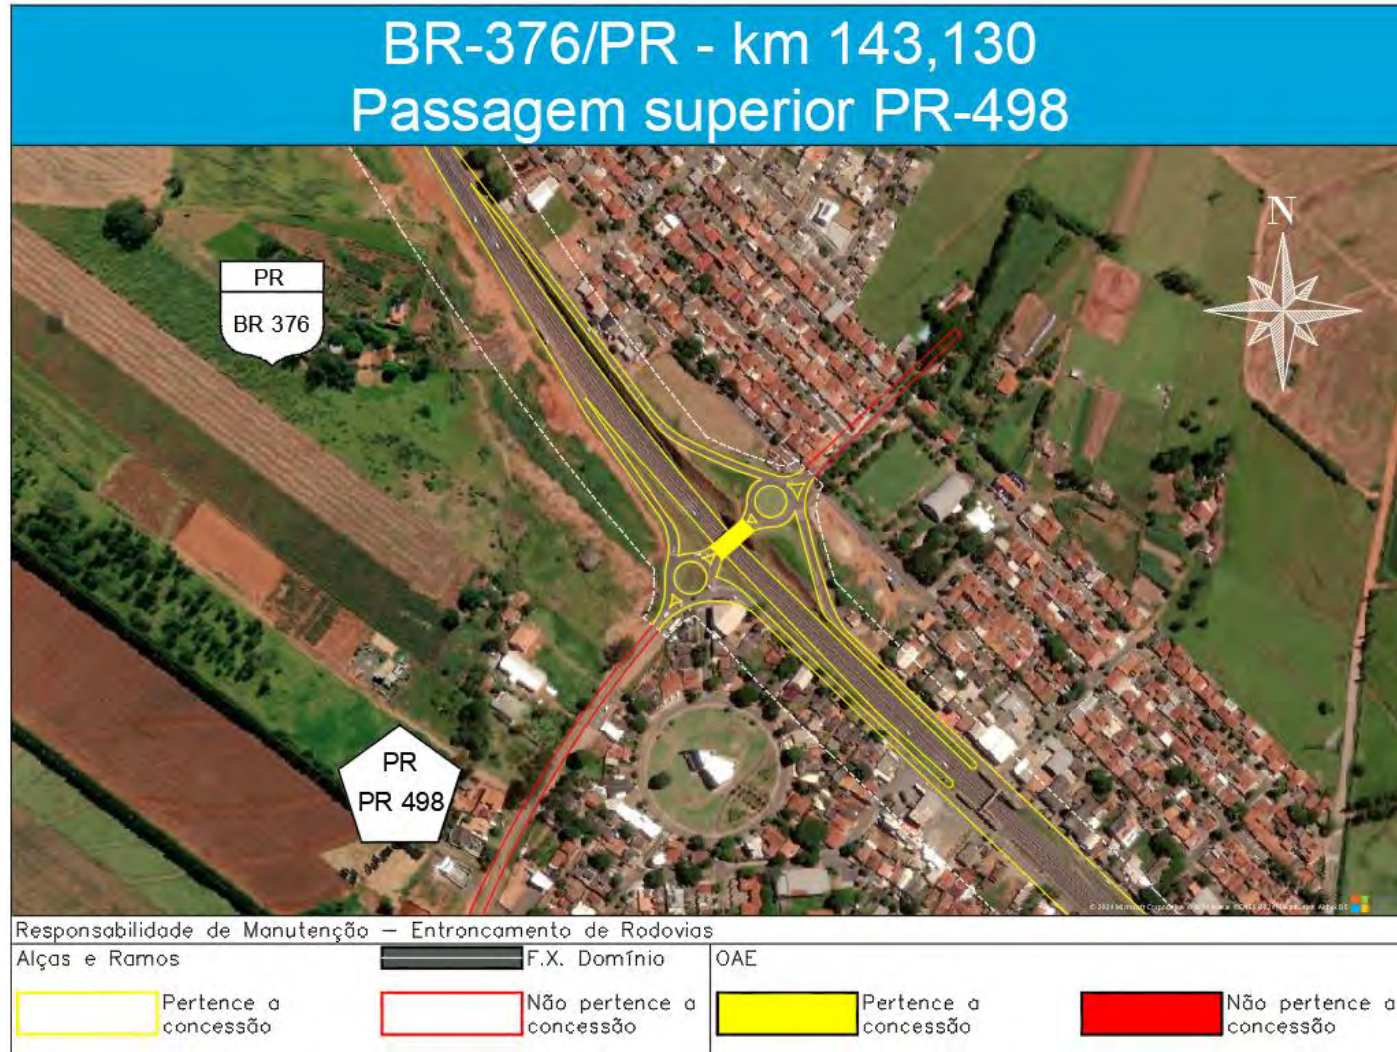 BR-376/PR - km 143,130
Passagem superior PR-498
N
PR
BR 376
PR
PR 498
Responsabilidade de Manutenção – Entroncamento de Rodovias
Alças e Ramos
F.X. Domínio
OAE
Pertence a
concessão
Não pertence a
concessão
Pertence a
concessão
Não pertence a
concessão